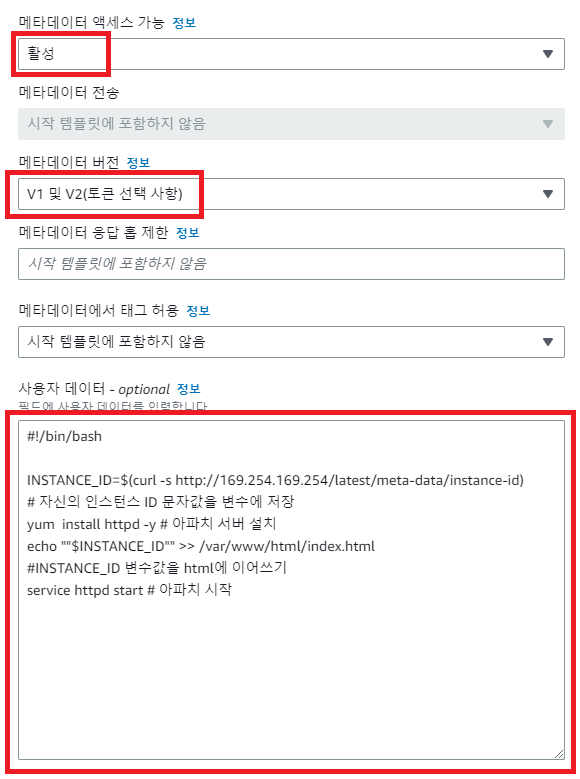 메타데이터 액세스 가능 정보
활성
메타데이터 전송
시작 템플릿에 포함하지 않음
메타데이터 버전 정보
V1 및 V2(토큰 선택 사항)
메타데이터 응답 홉 제한 정보
시작 템플릿에 포함하지 않음
메타데이터에서 태그 허용 정보
시작 템플릿에 포함하지 않음
사용자 데이터 - optional 정보
필드에 사용자 데이터를 입력합니다.
#!/bin/bash
INSTANCE_ID=$(curl -s http://169.254.169.254/latest/meta-data/instance-id)
# 자신의 인스턴스 ID 문자값을 변수에 저장
yum  install httpd -y # 아파치 서버 설치
echo ""$INSTANCE_ID"" >> /var/www/html/index.html
#INSTANCE_ID 변수값을 html에 이어쓰기
service httpd start # 아파치 시작